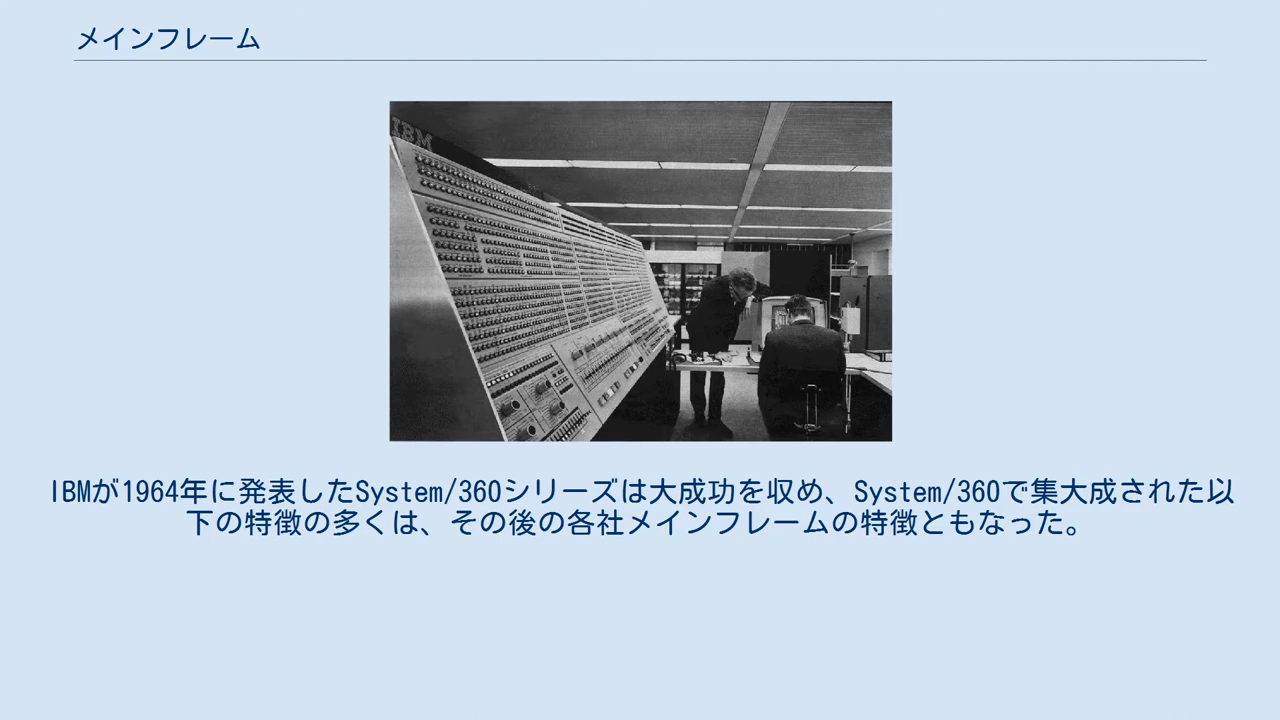 メインフレーム
IBM
IBMが1964年に発表したSystem/360シリーズは大成功を収め、System/360で集大成された以
下の特徴の多くは、その後の各社メインフレームの特徴ともなった。